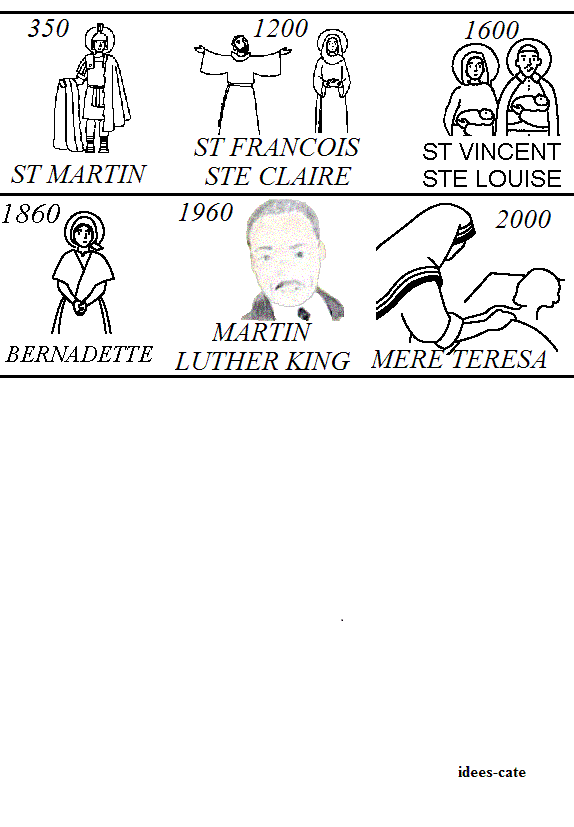 350
ST MARTIN
1200
ST FRANCOIS
STE CLAIRE
1600
ST VINCENT
STE LOUISE
1860
BERNADETTE
1960
MARTIN
LUTHER KING
2000
MERE TERESA
idees-cate